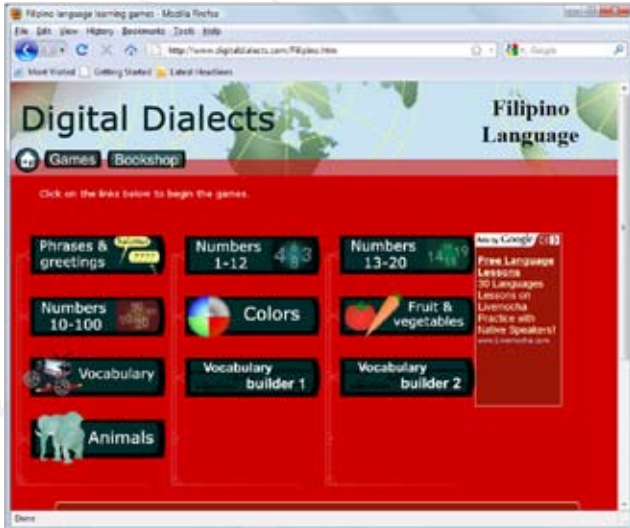 Filipino language learning games - Mozilla Firefox
File Edit View History Bookmarks Tools Help
http://www.digitaldialects.com/Filipino.htm
Google
Most Visited Getting Started Latest Headlines
Digital Dialects
Filipino
Language
Games Bookshop
Click on the links below to begin the games.
Phrases &
greetings
Numbers
1-12
Numbers
13-20
Ads by Google
Free Language
Lessons
30 Languages
Lessons on
Livemocha
Practice with
Native Speakers!
www.Livemocha.com
Numbers
10-100
Colors
Fruit &
vegetables
Vocabulary
Vocabulary
builder 1
Vocabulary
builder 2
Animals
Done